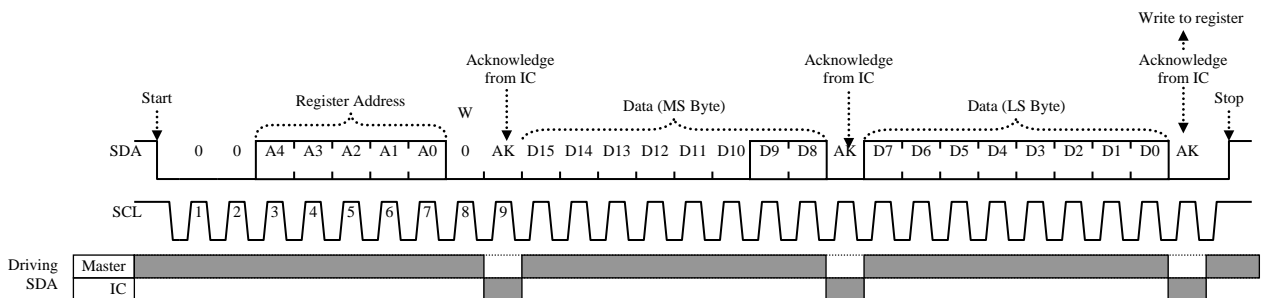 Write to register
Acknowledge from IC
Acknowledge from IC
Acknowledge from IC
Start
Register Address
W
Data (MS Byte)
Data (LS Byte)
Stop
SDA 0 0 A4 A3 A2 A1 A0 0 AK D15 D14 D13 D12 D11 D10 D9 D8 AK D7 D6 D5 D4 D3 D2 D1 D0 AK
SCL 1 2 3 4 5 6 7 8 9
Driving SDA
Master
IC